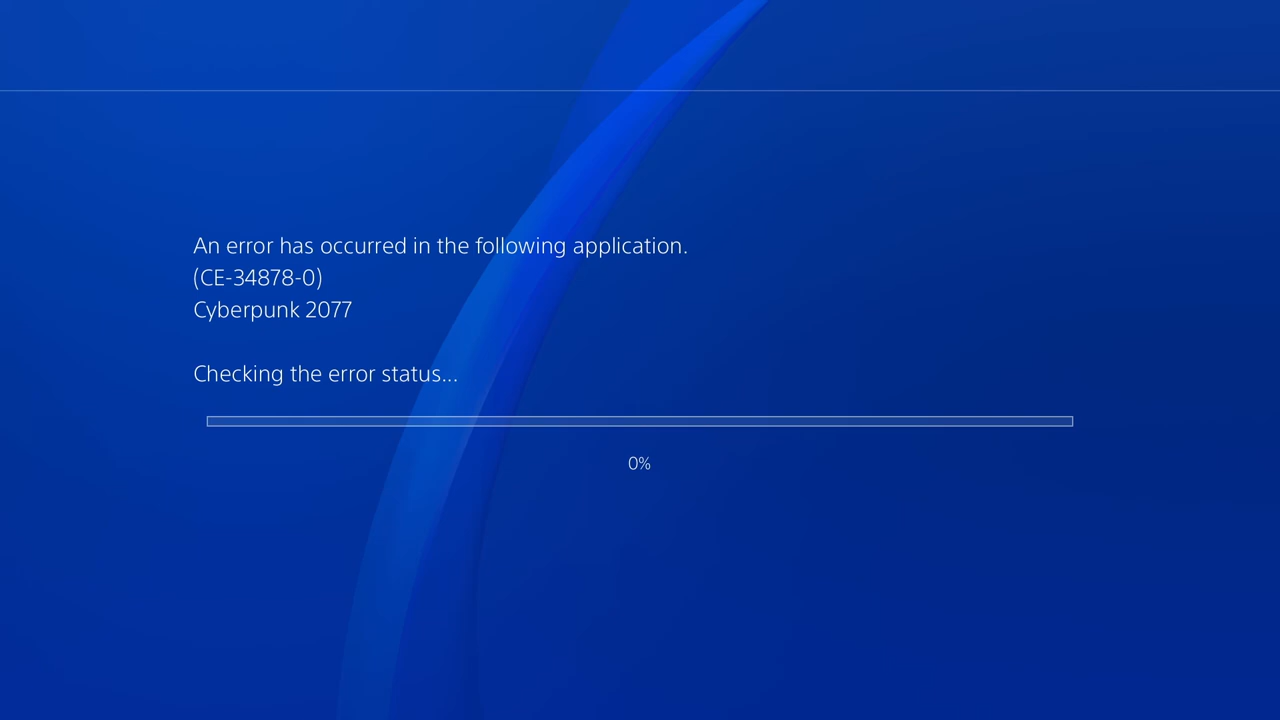 An error has occurred in the following application.
(CE-34878-0)
Cyberpunk 2077
Checking the error status...
0%